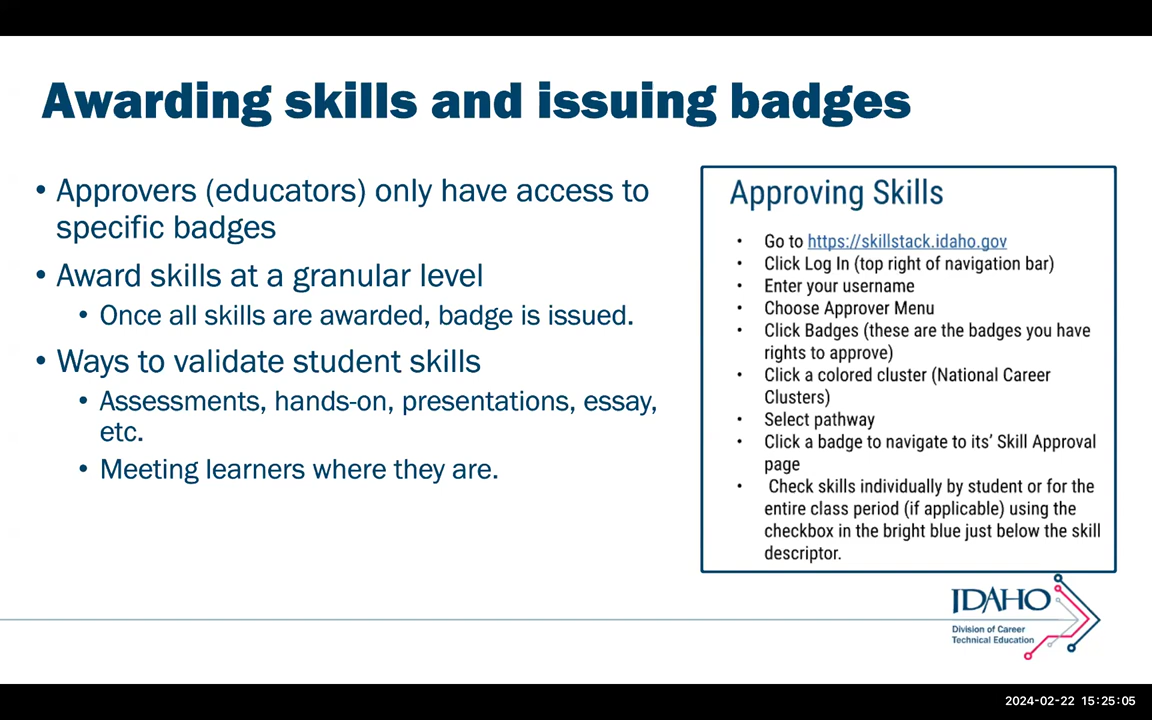 Awarding skills and issuing badges
• Approvers (educators) only have access to
specific badges
• Award skills at a granular level
• Once all skills are awarded, badge is issued.
• Ways to validate student skills
• Assessments, hands-on, presentations, essay,
etc.
• Meeting learners where they are.
Approving Skills
• Go to https://skillstack.idaho.gov
• Click Log In (top right of navigation bar)
• Enter your username
• Choose Approver Menu
• Click Badges (these are the badges you have
rights to approve)
• Click a colored cluster (National Career
Clusters)
• Select pathway
• Click a badge to navigate to its' Skill Approval
page
• Check skills individually by student or for the
entire class period (if applicable) using the
checkbox in the bright blue just below the skill
descriptor.
IDAHO
Division of Career
Technical Education
2024-02-22 15:25:05